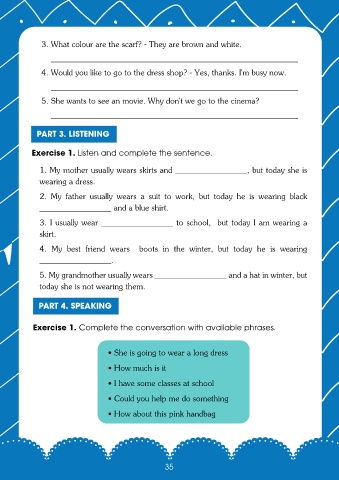 3. What colour are the scarf? - They are brown and white.
4. Would you like to go to the dress shop? - Yes, thanks. I'm busy now.
5. She wants to see an movie. Why don't we go to the cinema?
PART 3. LISTENING
Exercise 1. Listen and complete the sentence.
1. My mother usually wears skirts and __________________, but today she is
wearing a dress.
2. My father usually wears a suit to work, but today he is wearing black
__________________ and a blue shirt.
3. I usually wear __________________ to school, but today I am wearing a
skirt.
4. My best friend wears boots in the winter, but today he is wearing
__________________.
5. My grandmother usually wears __________________ and a hat in winter, but
today she is not wearing them.
PART 4. SPEAKING
Exercise 1. Complete the conversation with available phrases.
• She is going to wear a long dress
• How much is it
• I have some classes at school
• Could you help me do something
• How about this pink handbag
35